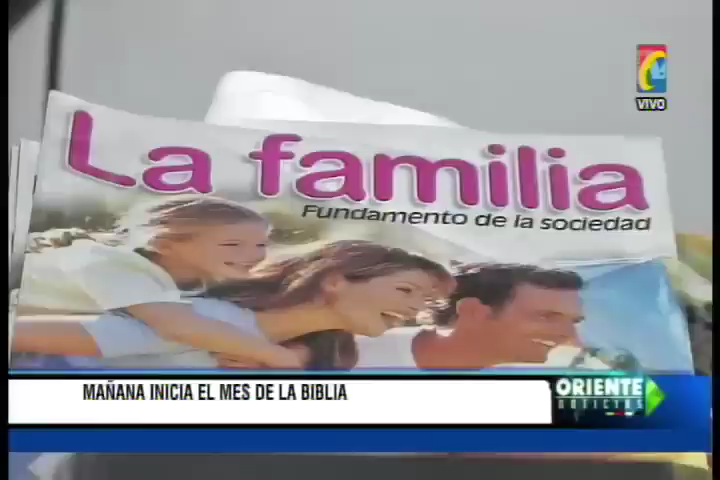 VIVO
La familia
Fundamento de la sociedad
MAÑANA INICIA EL MES DE LA BIBLIA
ORIENTE
NOTICIAS